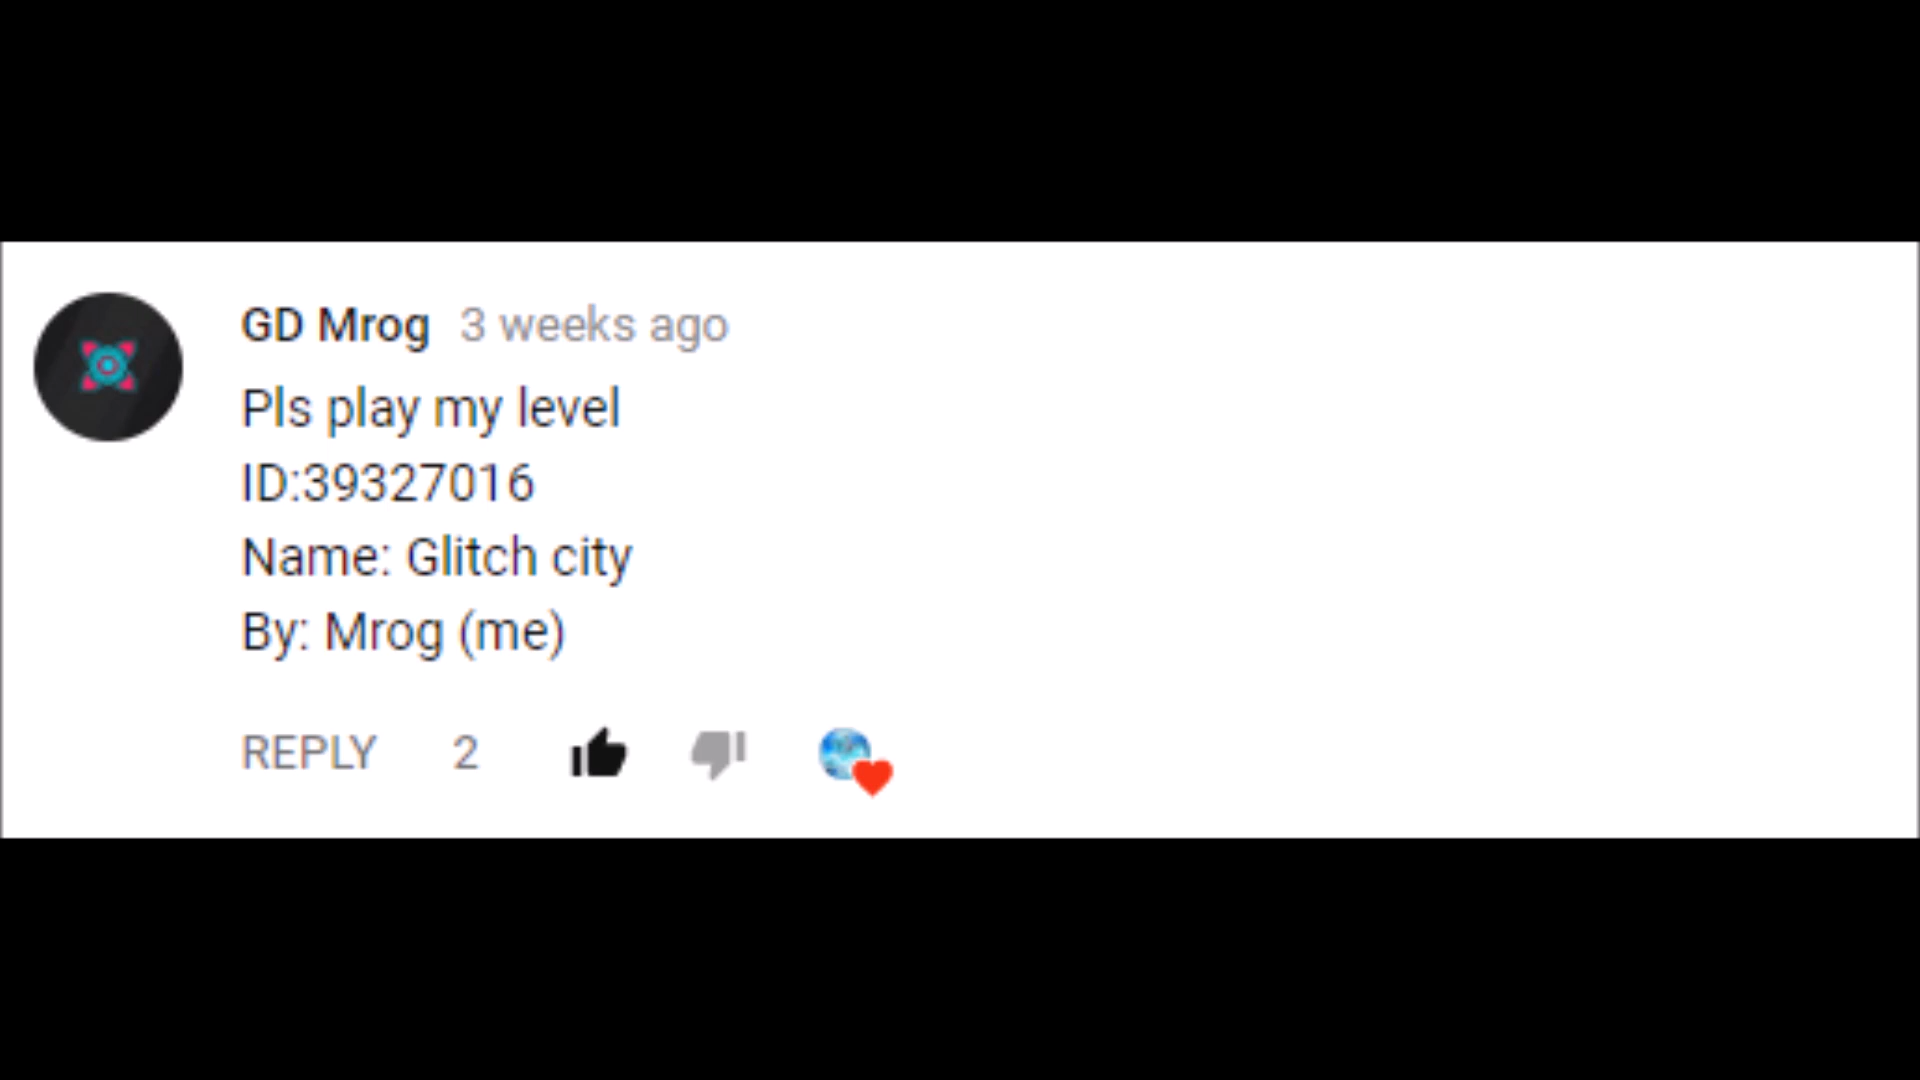 GD Mrog 3 weeks ago
Pls play my level
ID:39327016
Name: Glitch city
By: Mrog (me)
REPLY 2